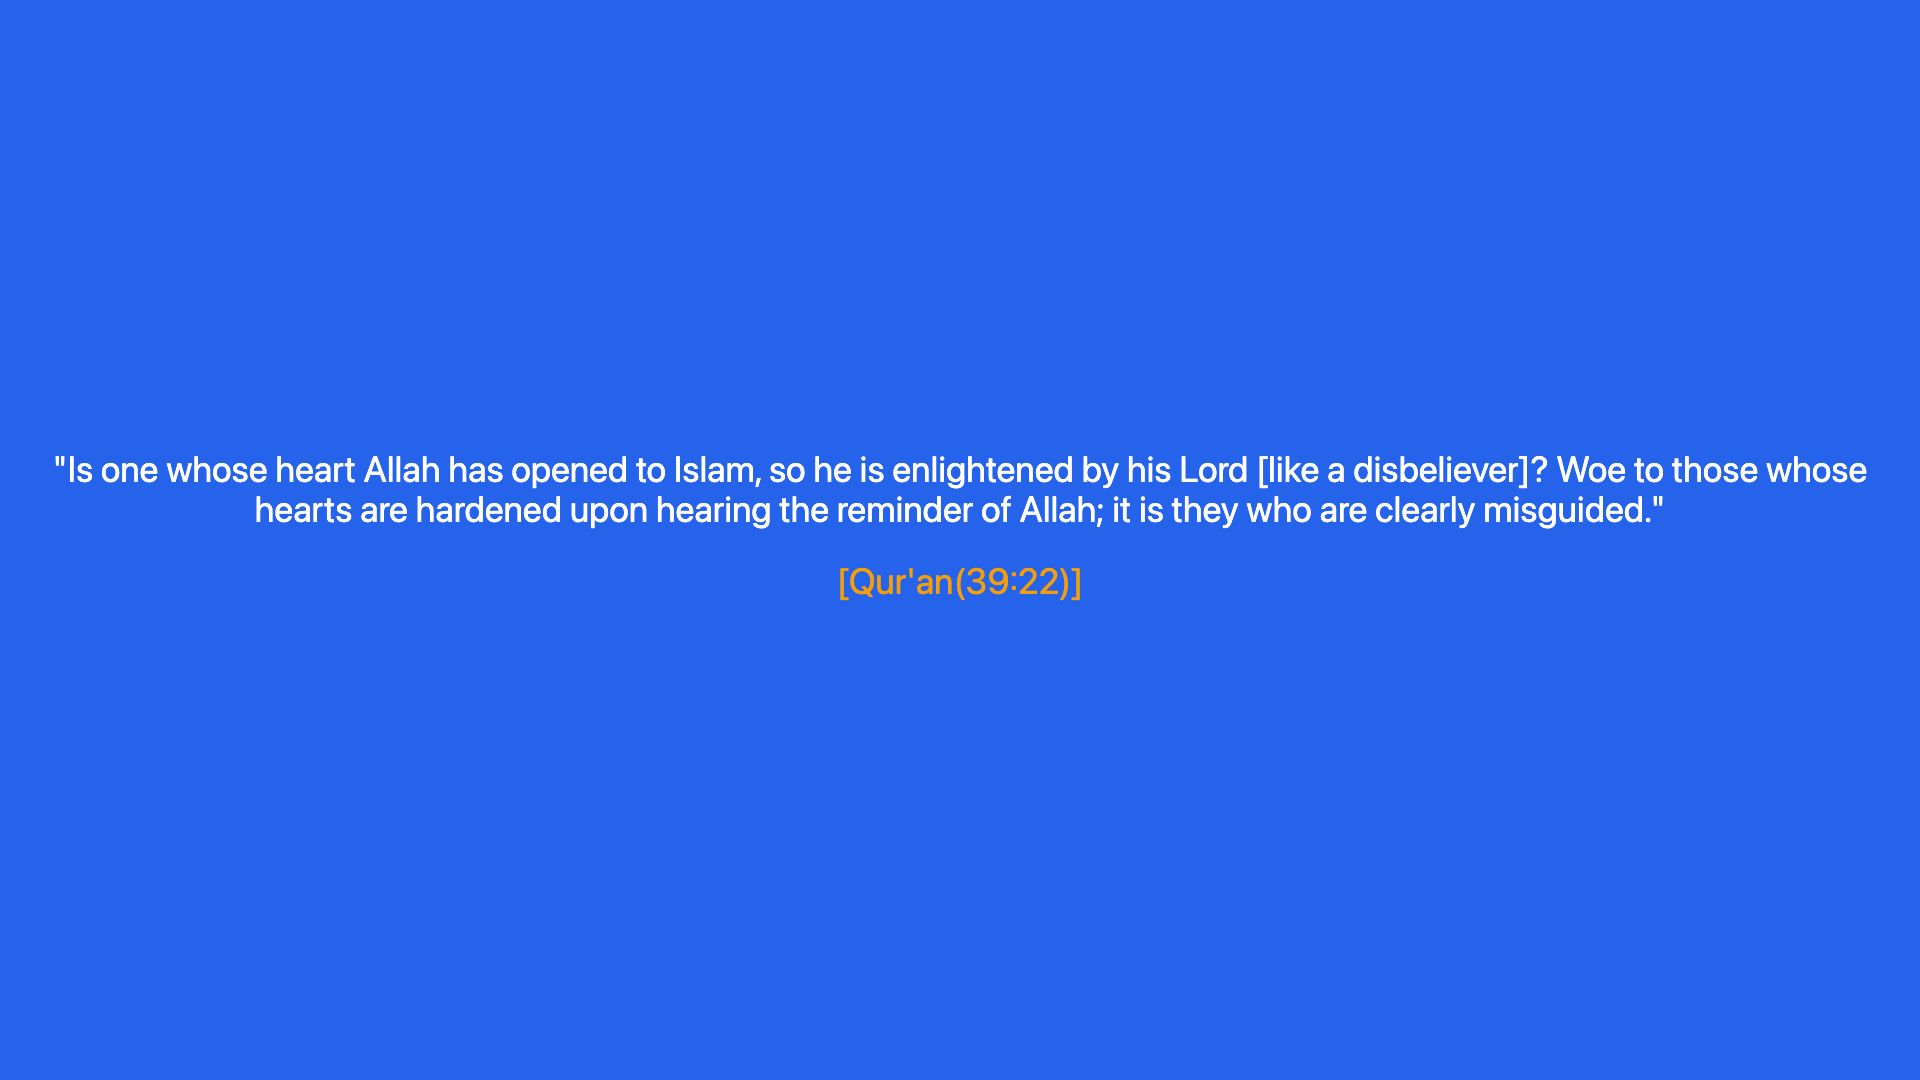 "Is one whose heart Allah has opened to Islam, so he is enlightened by his Lord [like a disbeliever]? Woe to those whose
hearts are hardened upon hearing the reminder of Allah; it is they who are clearly misguided."
[Qur'an(39:22)]